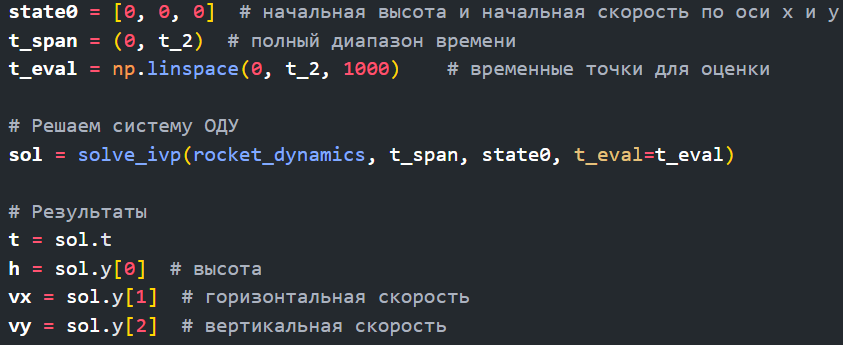 state0 = [0, 0, 0]  # начальная высота и начальная скорость по оси x и y
t_span = (0, t_2)  # полный диапазон времени
t_eval = np.linspace(0, t_2, 1000)    # временные точки для оценки
# Решаем систему ОДУ
sol = solve_ivp(rocket_dynamics, t_span, state0, t_eval=t_eval)
# Результаты
t = sol.t
h = sol.y[0]  # высота
vx = sol.y[1]  # горизонтальная скорость
vy = sol.y[2]  # вертикальная скорость